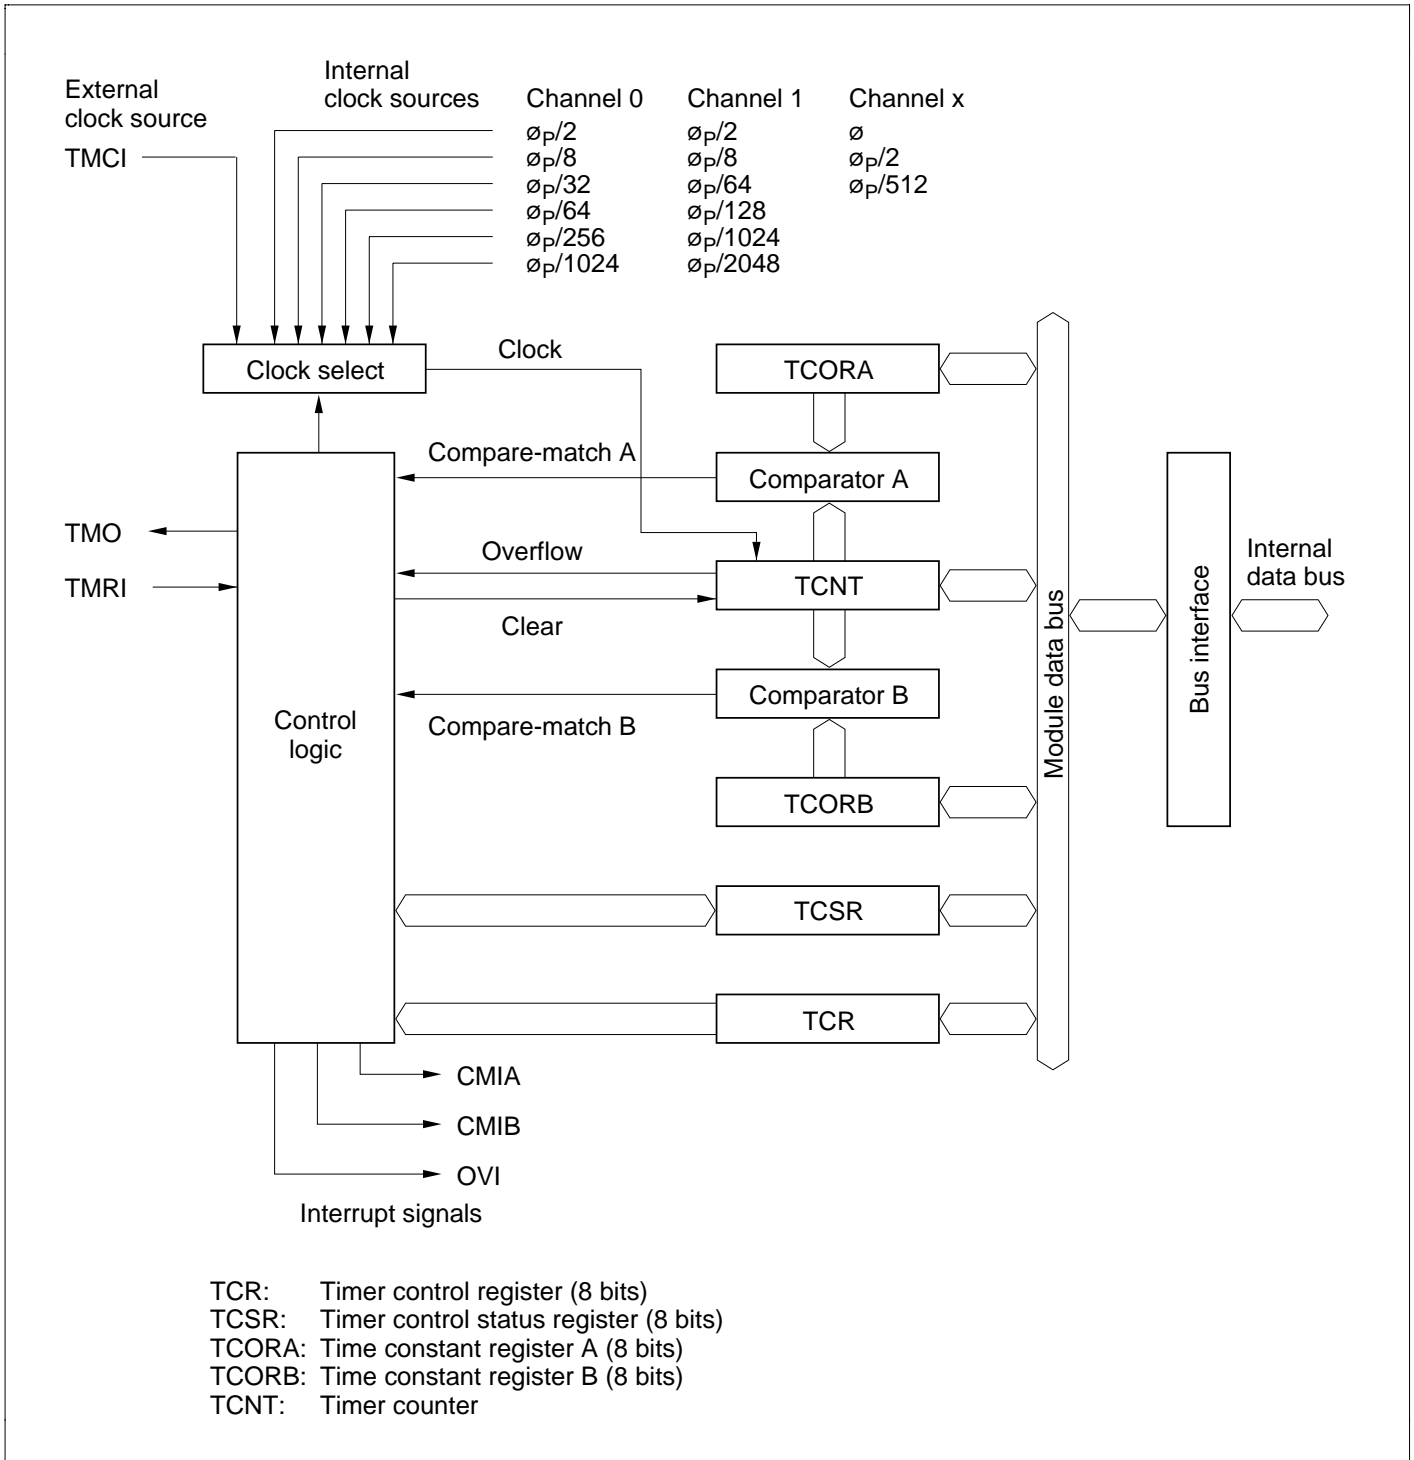 External
clock source
TMCI
Internal
clock sources
Channel 0
Channel 1
Channel x
øP/2
øP/2
ø
øP/8
øP/8
øP/2
øP/32
øP/64
øP/512
øP/64
øP/128
øP/256
øP/1024
øP/1024
øP/2048
Clock select
Clock
TCORA
Compare-match A
Comparator A
TMO
TMRI
Overflow
TCNT
Clear
Control
logic
Comparator B
Compare-match B
TCORB
TCSR
TCR
Module data bus
Bus interface
Internal
data bus
CMIA
CMIB
OVI
Interrupt signals
TCR: Timer control register (8 bits)
TCSR: Timer control status register (8 bits)
TCORA: Time constant register A (8 bits)
TCORB: Time constant register B (8 bits)
TCNT: Timer counter